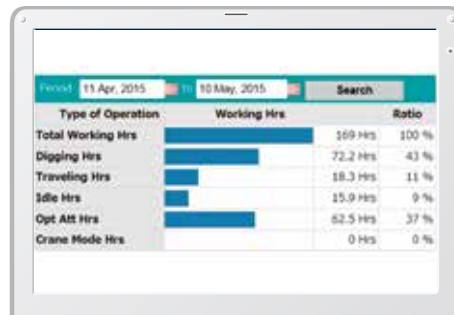 Period 11 Apr, 2015 to 10 May, 2015 Search
Type of Operation Working Hrs Ratio
Total Working Hrs 169 Hrs 100 %
Digging Hrs 72.2 Hrs 43 %
Traveling Hrs 18.3 Hrs 11 %
Idle Hrs 15.9 Hrs 9 %
Opt Att Hrs 62.5 Hrs 37 %
Crane Mode Hrs 0 Hrs 0 %